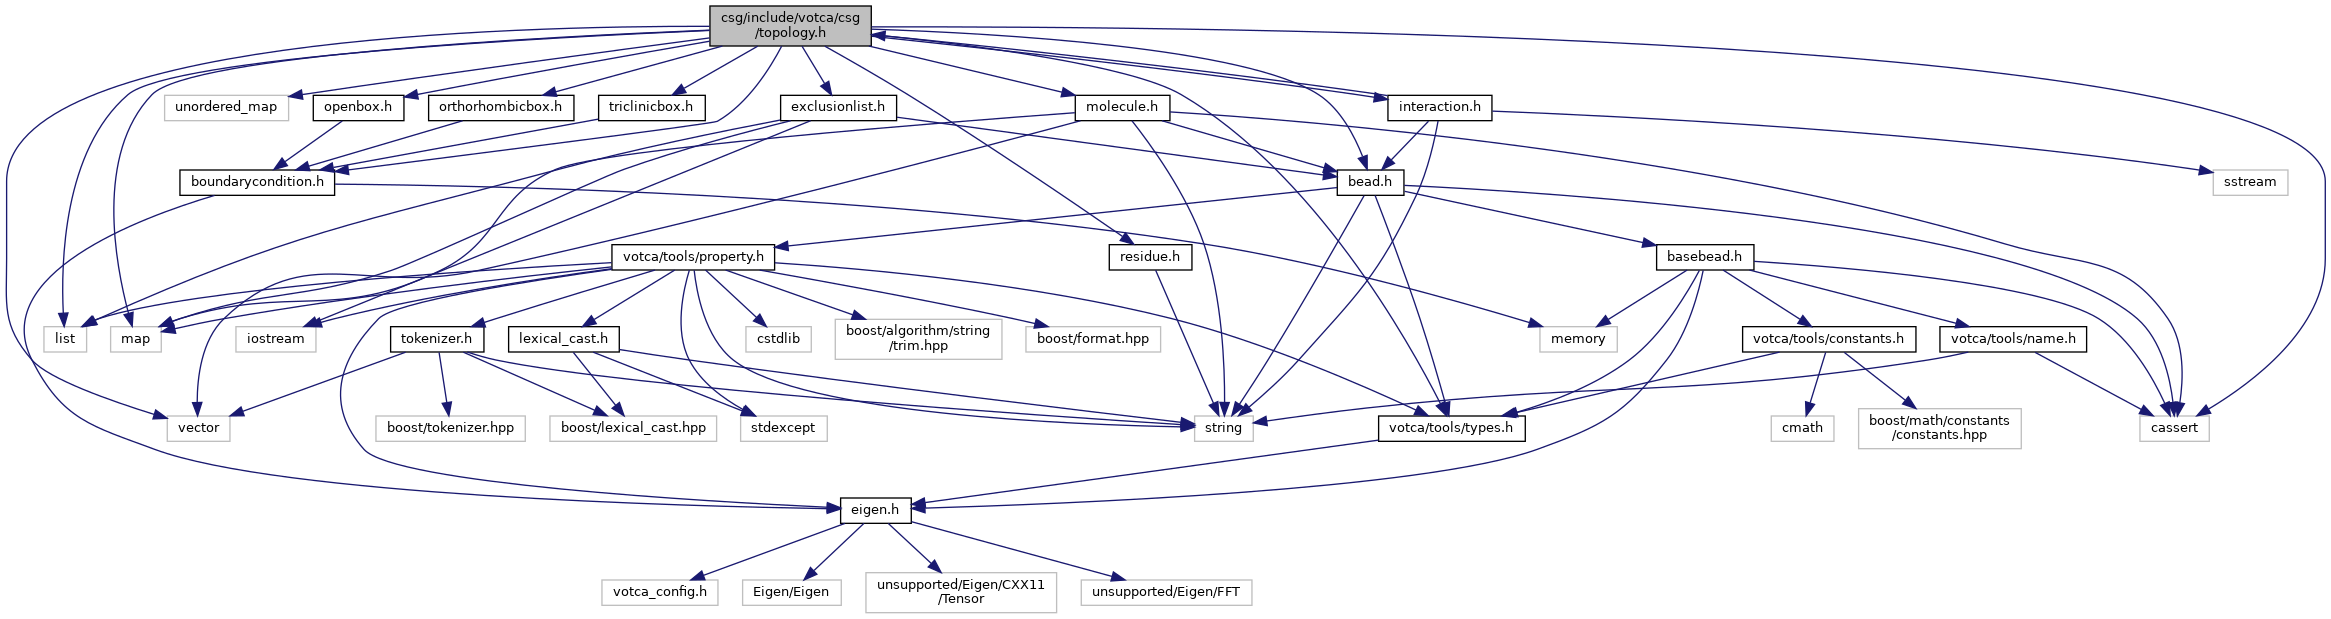 csg/include/votca/csg
/topology.h
unordered_map
openbox.h
orthorhombicbox.h
triclinicbox.h
exclusionlist.h
molecule.h
interaction.h
boundarycondition.h
bead.h
sstream
votca/tools/property.h
residue.h
basebead.h
list
map
iostream
tokenizer.h
lexical_cast.h
cstdlib
boost/algorithm/string
/trim.hpp
boost/format.hpp
memory
votca/tools/constants.h
votca/tools/name.h
vector
boost/tokenizer.hpp
boost/lexical_cast.hpp
stdexcept
string
votca/tools/types.h
cmath
boost/math/constants
/constants.hpp
cassert
eigen.h
votca_config.h
Eigen/Eigen
unsupported/Eigen/CXX11
/Tensor
unsupported/Eigen/FFT